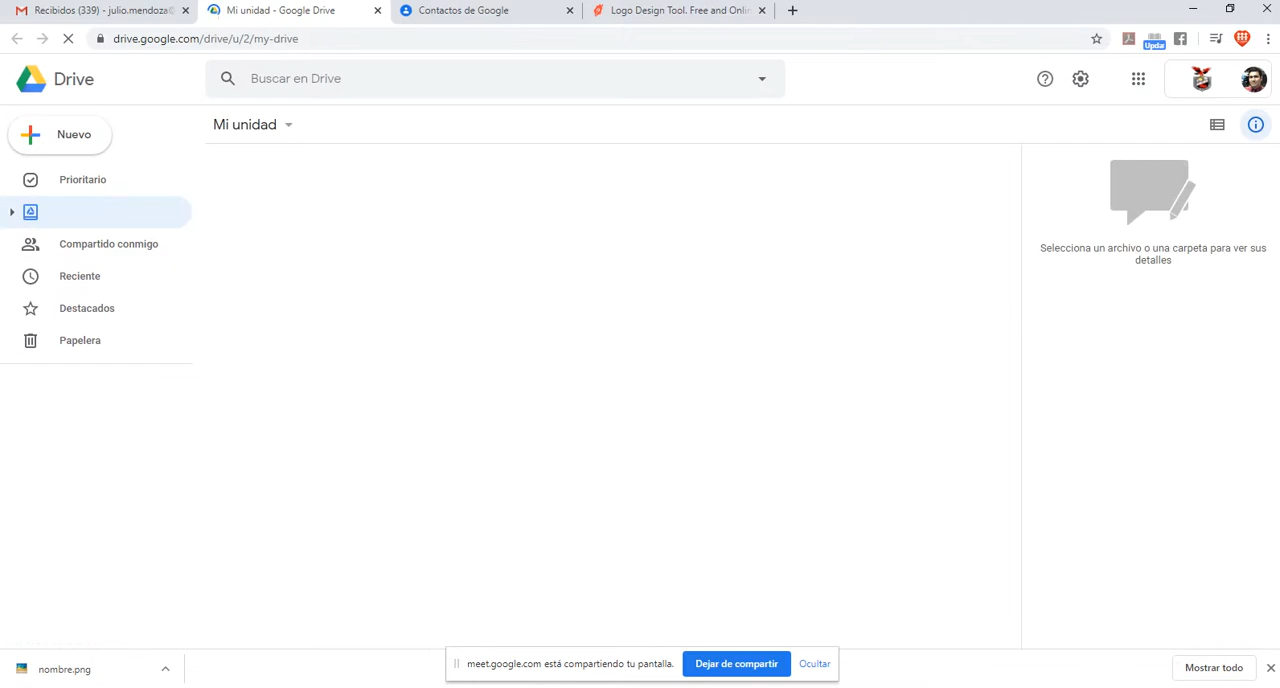 Recibidos (339) - julio.mendoza@
Mi unidad - Google Drive
Contactos de Google
Logo Design Tool. Free and Onlin
drive.google.com/drive/u/2/my-drive
Updat
Drive
Buscar en Drive
Nuevo
Mi unidad
Prioritario
Compartido conmigo
Reciente
Destacados
Papelera
Selecciona un archivo o una carpeta para ver sus
detalles
nombre.png
meet.google.com está compartiendo tu pantalla.
Dejar de compartir
Ocultar
Mostrar todo